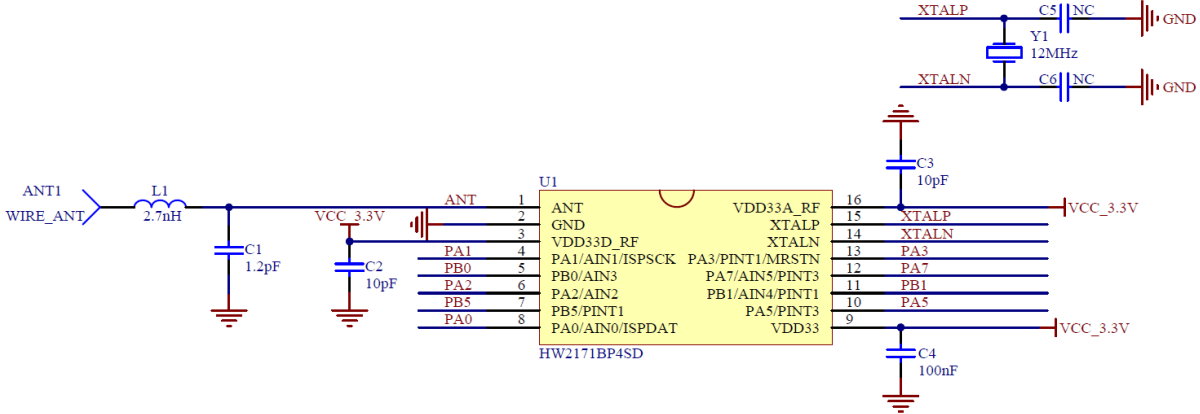 XTALP
C5 NC
GND
Y1
12MHz
XTALN
C6 NC
GND
C3
10pF
ANT1
WIRE_ANT
L1
2.7nH
C1
1.2pF
VCC_3.3V
C2
10pF
U1
ANT 1 ANT
2 GND
3 VDD33D_RF
PA1 4 PA1/AIN1/ISPSCK
PB0 5 PB0/AIN3
PA2 6 PA2/AIN2
PB5 7 PB5/PINT1
PA0 8 PA0/AIN0/ISPDAT
VDD33A_RF 16 VCC_3.3V
XTALP 15 XTALP
XTALN 14 XTALN
PA3/PINT1/MRSTN 13 PA3
PA7/AIN5/PINT3 12 PA7
PB1/AIN4/PINT1 11 PB1
PA5/PINT3 10 PA5
VDD33 9 VCC_3.3V
HW2171BP4SD
C4
100nF